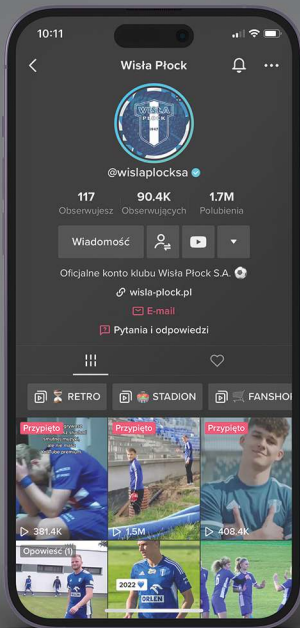 10:11
Wisła Płock
WISŁA
PŁOCK
1947
@wislaplocksa
117 90.4K 1.7M
Obserwujesz Obserwujących Polubienia
Wiadomość
Oficjalne konto klubu Wisła Płock S.A. ⚽
wisla-plock.pl
E-mail
Pytania i odpowiedzi
RETRO STADION FANSHO
Przypięto Przypięto Przypięto
381.4K 1.5M 408.4K
Opowieść (1)
2022 💙
ORLEN